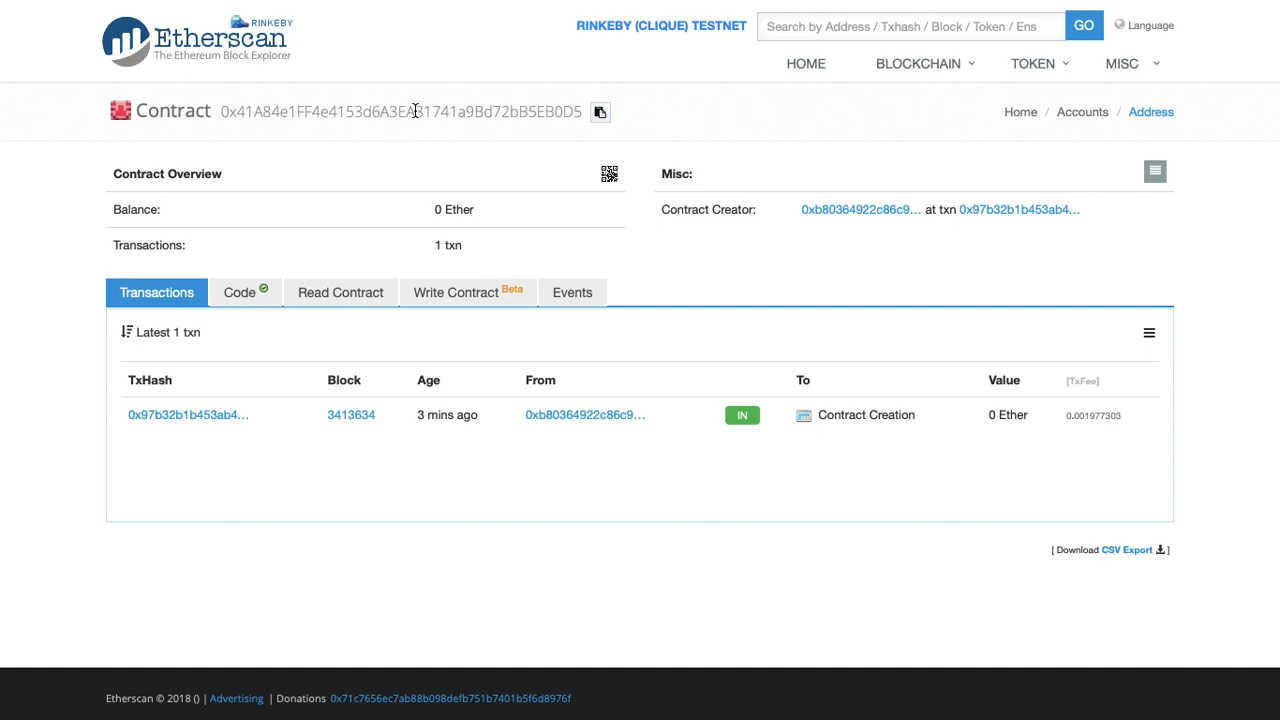 RINKEBY
Etherscan
The Ethereum Block Explorer
RINKEBY (CLIQUE) TESTNET
Search by Address / Txhash / Block / Token / Ens
GO
Language
HOME
BLOCKCHAIN
TOKEN
MISC
Contract 0x41A84e1FF4e4153d6A3EA31741a9Bd72bB5EB0D5
Home / Accounts / Address
Contract Overview
Balance: 0 Ether
Transactions: 1 txn
Misc:
Contract Creator: 0xb80364922c86c9... at txn 0x97b32b1b453ab4...
Transactions
Code
Read Contract
Write Contract Beta
Events
Latest 1 txn
TxHash Block Age From To Value [TxFee]
0x97b32b1b453ab4... 3413634 3 mins ago 0xb80364922c86c9... IN Contract Creation 0 Ether 0.001977303
[ Download CSV Export ]
Etherscan © 2018 () | Advertising | Donations 0x71c7656ec7ab88b098defb751b7401b5f6d8976f